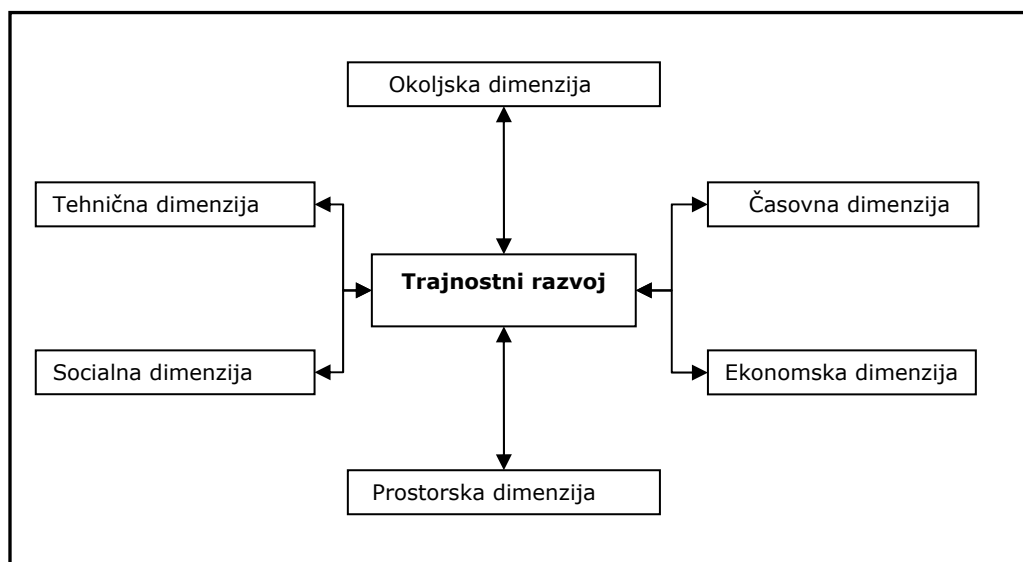 Okoljska dimenzija
Tehnična dimenzija
Časovna dimenzija
Trajnostni razvoj
Socialna dimenzija
Ekonomska dimenzija
Prostorska dimenzija